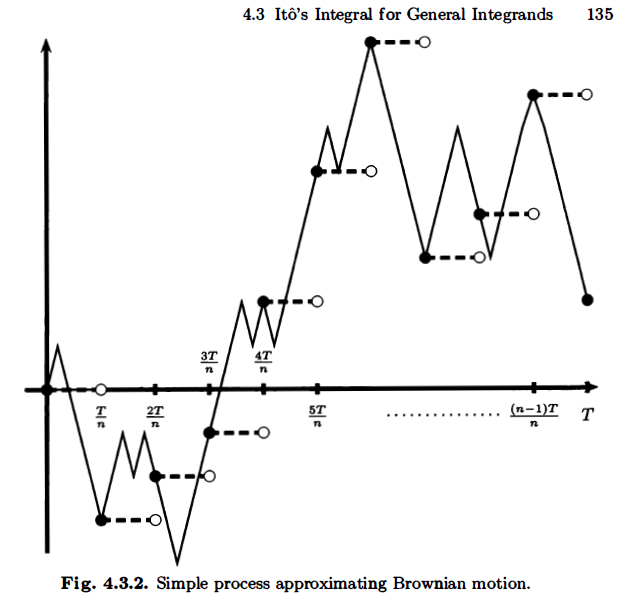 4.3 Itô's Integral for General Integrands 135
3T/n 4T/n
T/n 2T/n 5T/n ............... (n−1)T/n T
Fig. 4.3.2. Simple process approximating Brownian motion.